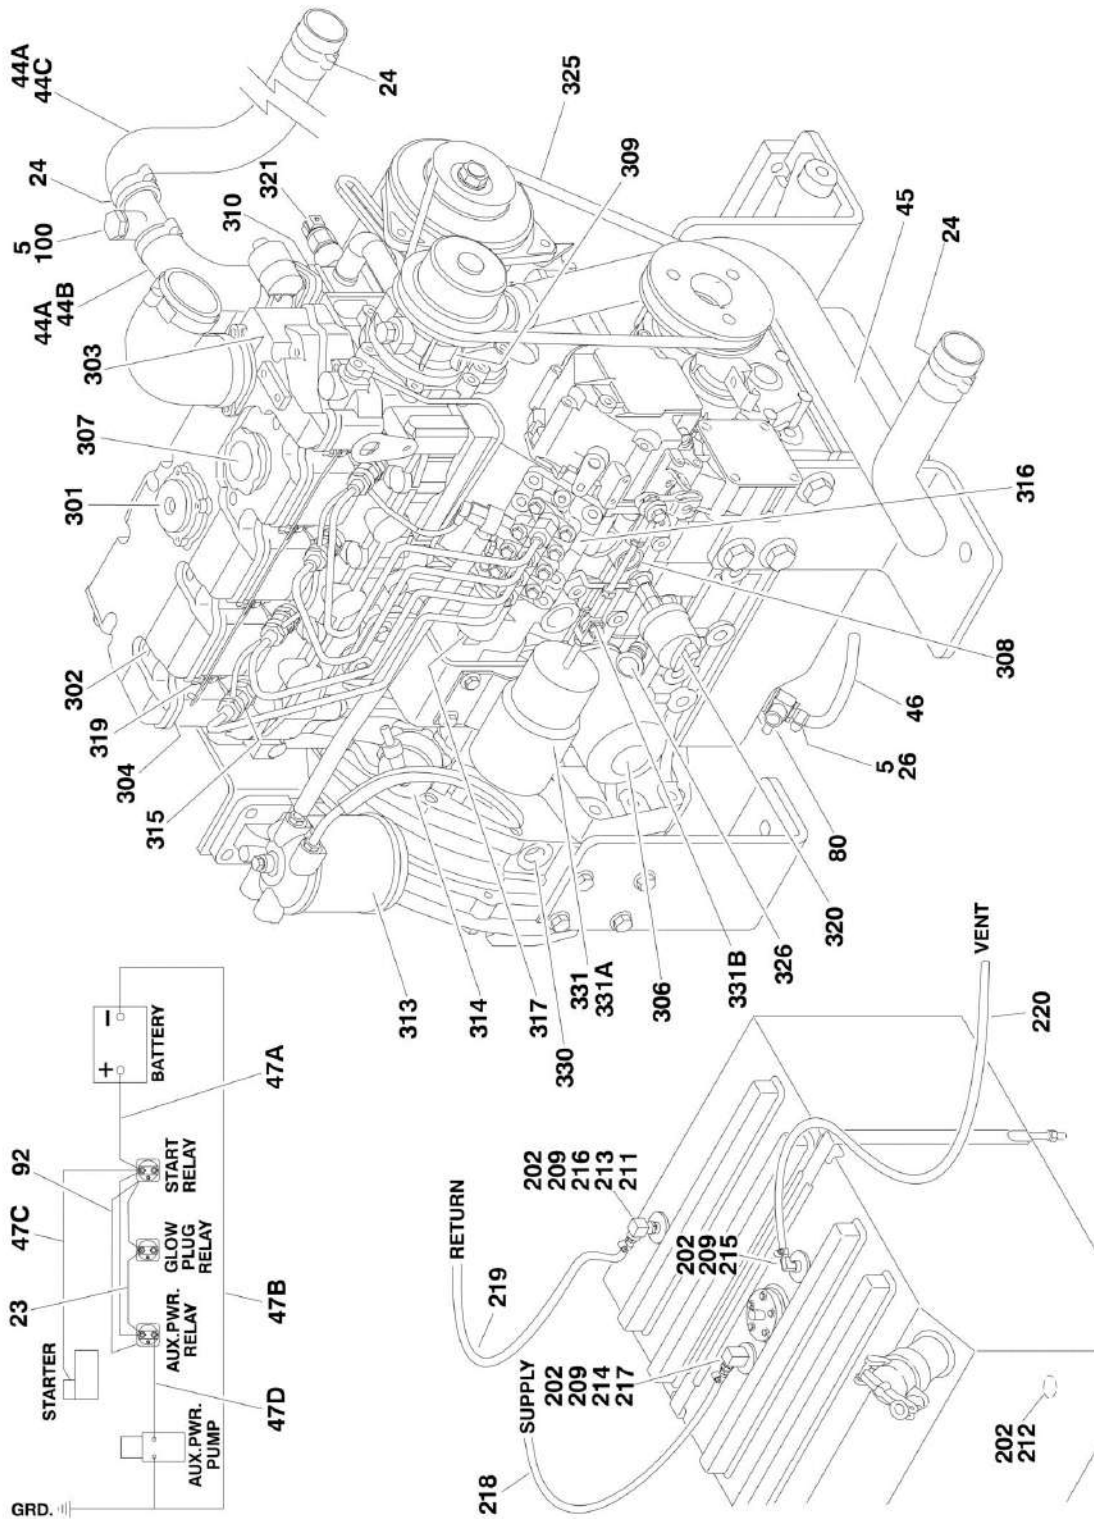 44A
44C
24
5
100
44A
44B
303
307
301
302
319
304
315
310
321
24
325
309
45
24
316
308
46
5
26
80
320
326
331B
306
331
331A
330
317
314
313
GRD.
STARTER
23
47C
92
47A
+
−
BATTERY
START
RELAY
GLOW
PLUG
RELAY
AUX.PWR.
RELAY
47B
47D
AUX.PWR.
PUMP
RETURN
219
202
209
216
213
211
VENT
220
202
209
215
SUPPLY
218
202
209
214
217
202
212